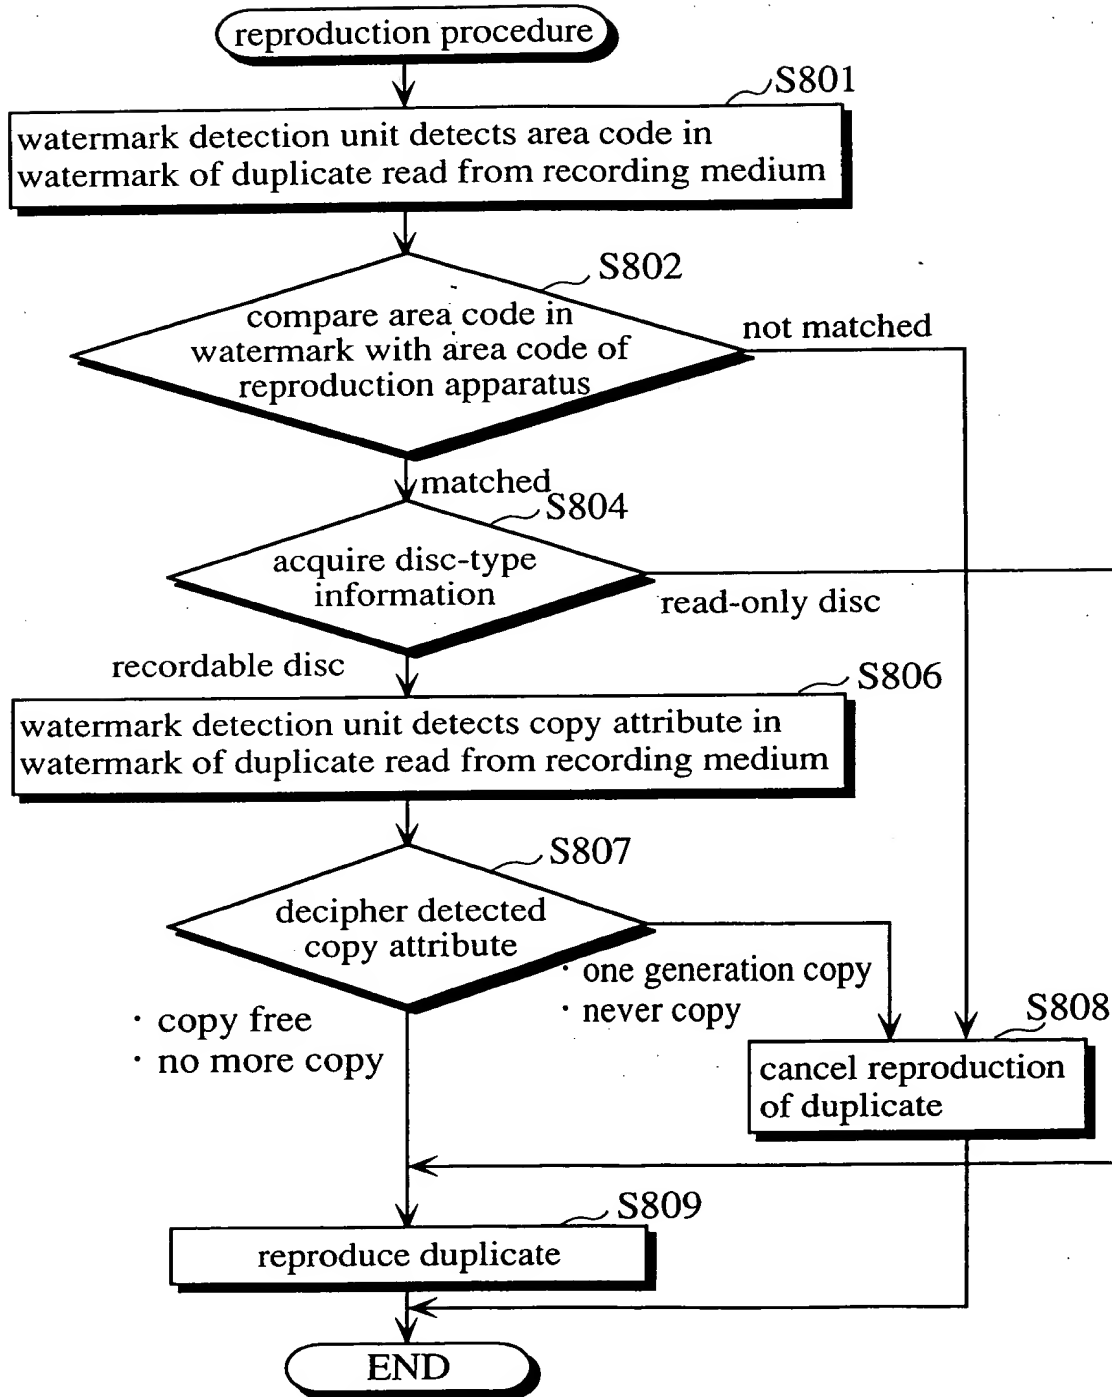 reproduction procedure
S801
watermark detection unit detects area code in
watermark of duplicate read from recording medium
S802
compare area code in
watermark with area code of
reproduction apparatus
not matched
matched
S804
acquire disc-type
information
read-only disc
recordable disc
S806
watermark detection unit detects copy attribute in
watermark of duplicate read from recording medium
S807
decipher detected
copy attribute
· one generation copy
· never copy
· copy free
· no more copy
S808
cancel reproduction
of duplicate
S809
reproduce duplicate
END